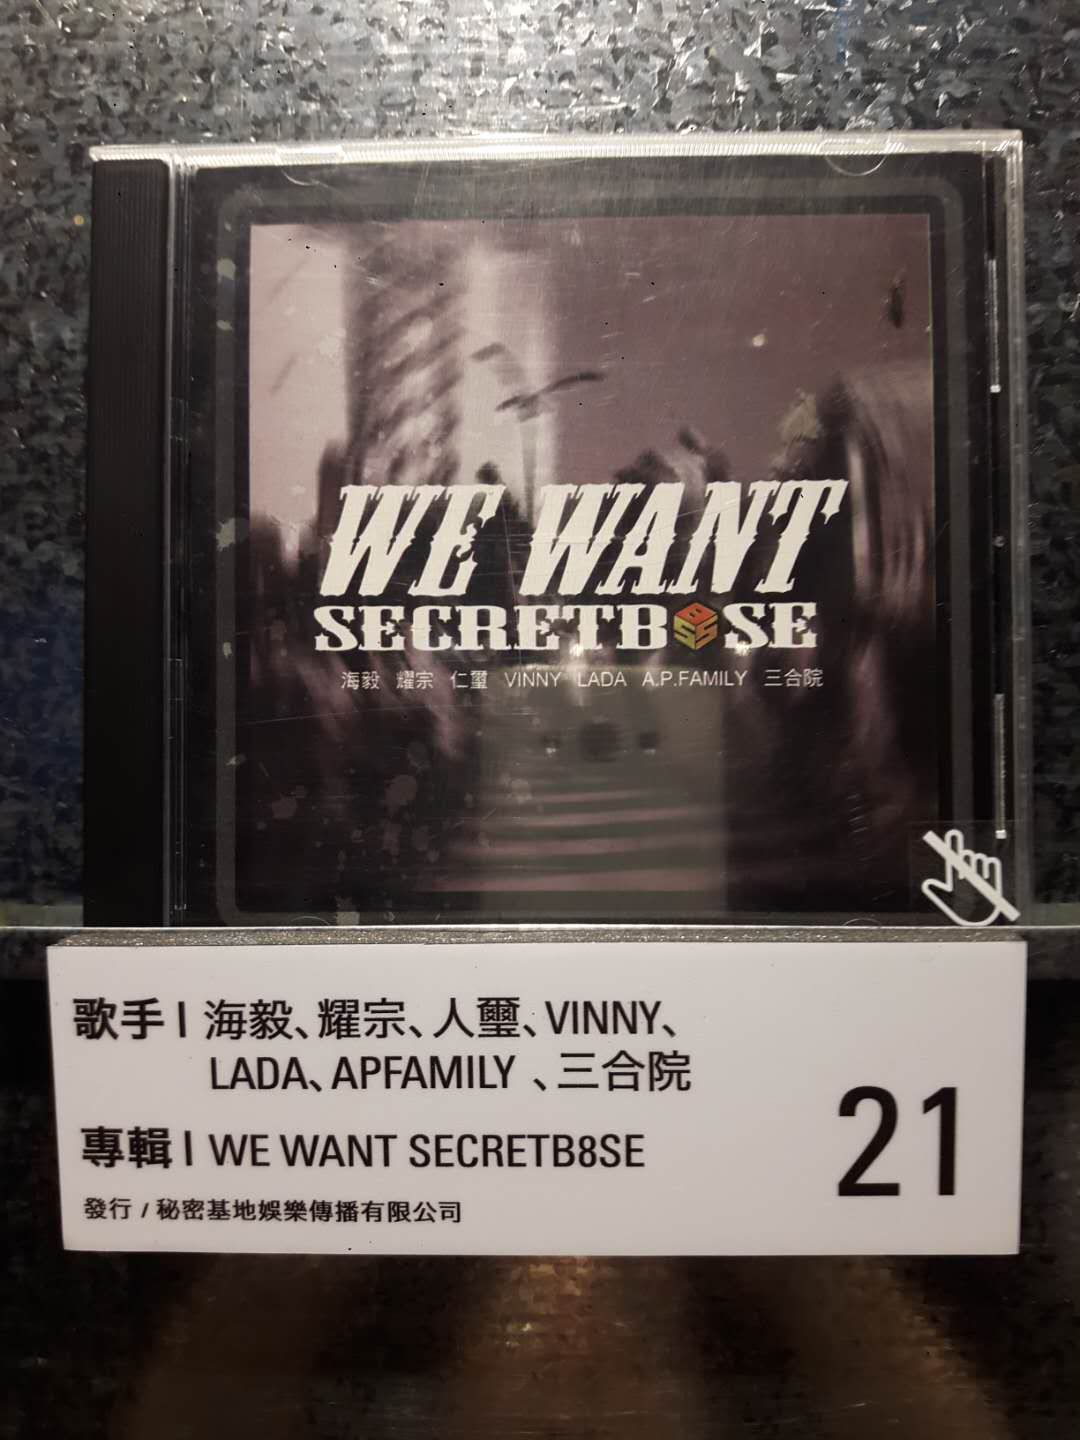 WE WANT
SECRETB8SE
海毅 耀宗 仁璽 VINNY LADA A.P.FAMILY 三合院
歌手 | 海毅、耀宗、人璽、VINNY、
LADA、APFAMILY 、三合院
專輯 | WE WANT SECRETB8SE
發行 / 秘密基地娛樂傳播有限公司
21